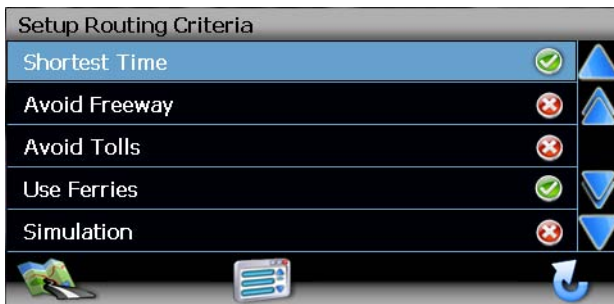 Setup Routing Criteria
Shortest Time
Avoid Freeway
Avoid Tolls
Use Ferries
Simulation